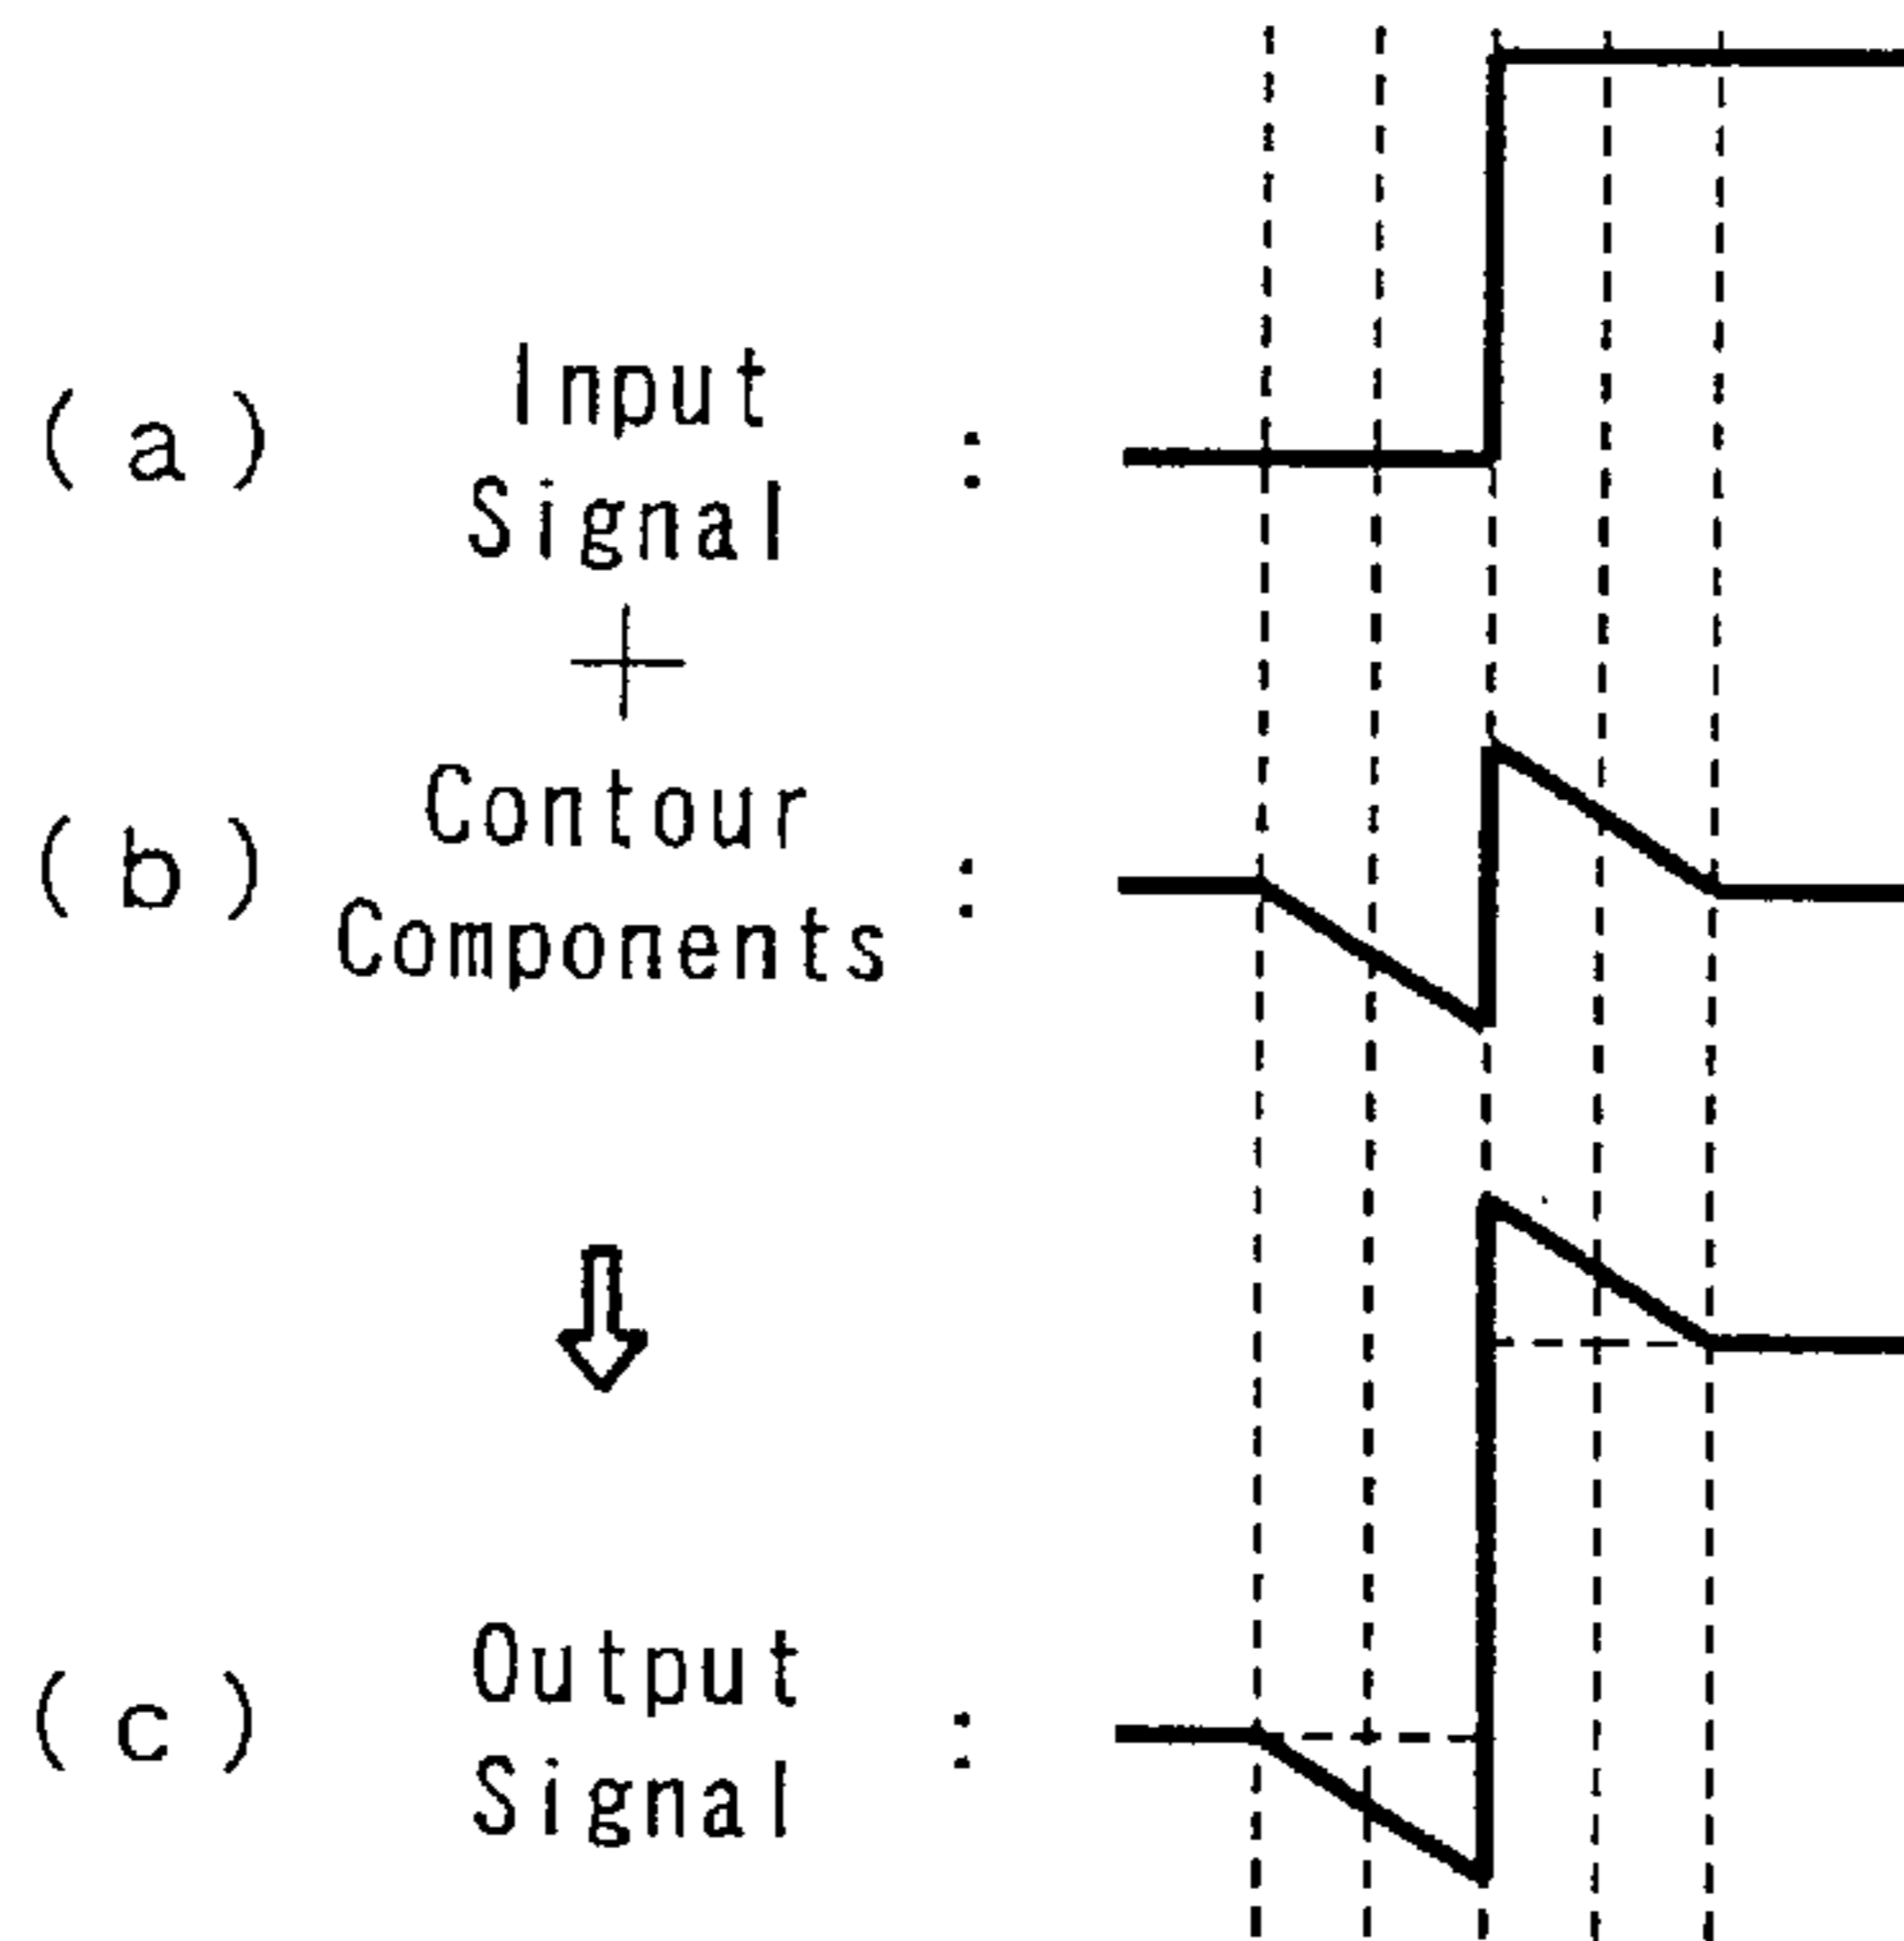 (a) Input
Signal :
+
(b) Contour
Components :
(c) Output
Signal :